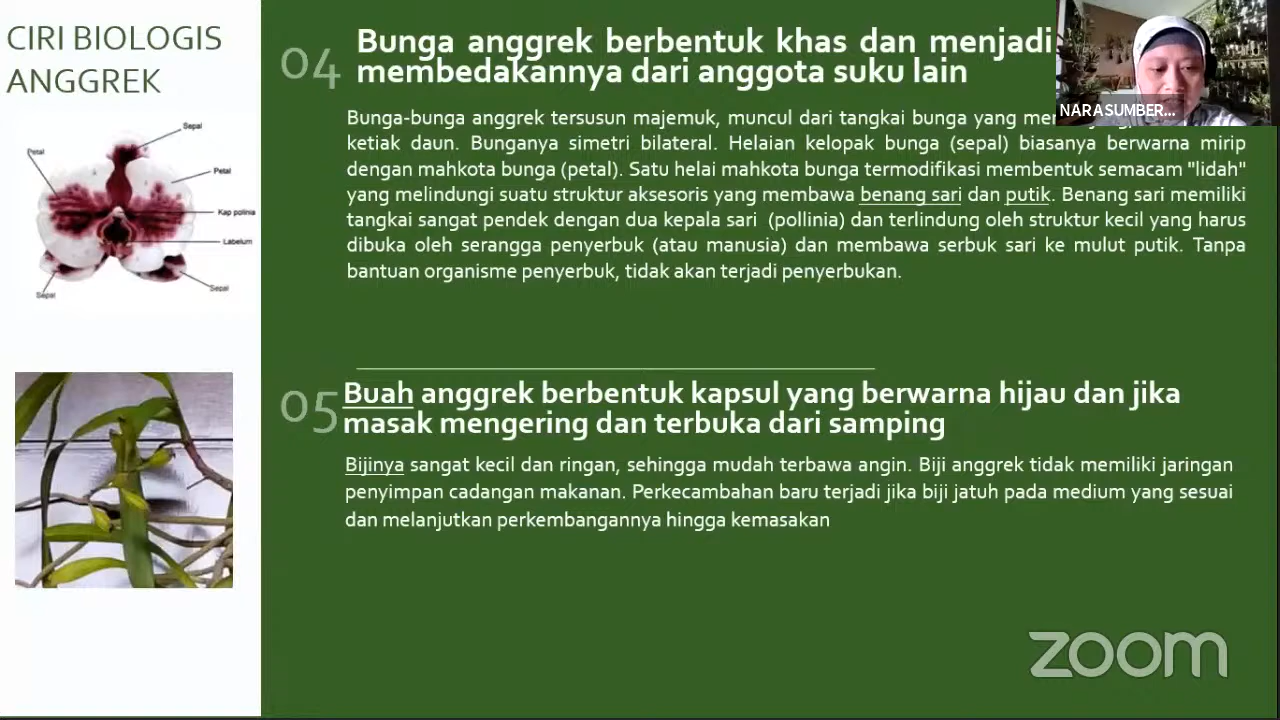 CIRI BIOLOGIS
ANGGREK
Sepal
Petal
Petal
Kap polinia
Labelum
Sepal
Sepal
04
Bunga anggrek berbentuk khas dan menjadi
membedakannya dari anggota suku lain
NARASUMBER...
Bunga-bunga anggrek tersusun majemuk, muncul dari tangkai bunga yang
ketiak daun. Bunganya simetri bilateral. Helaian kelopak bunga (sepal) biasanya berwarna mirip
dengan mahkota bunga (petal). Satu helai mahkota bunga termodifikasi membentuk semacam "lidah"
yang melindungi suatu struktur aksesoris yang membawa benang sari dan putik. Benang sari memiliki
tangkai sangat pendek dengan dua kepala sari (pollinia) dan terlindung oleh struktur kecil yang harus
dibuka oleh serangga penyerbuk (atau manusia) dan membawa serbuk sari ke mulut putik. Tanpa
bantuan organisme penyerbuk, tidak akan terjadi penyerbukan.
05
Buah anggrek berbentuk kapsul yang berwarna hijau dan jika
masak mengering dan terbuka dari samping
Bijinya sangat kecil dan ringan, sehingga mudah terbawa angin. Biji anggrek tidak memiliki jaringan
penyimpan cadangan makanan. Perkecambahan baru terjadi jika biji jatuh pada medium yang sesuai
dan melanjutkan perkembangannya hingga kemasakan
zoom